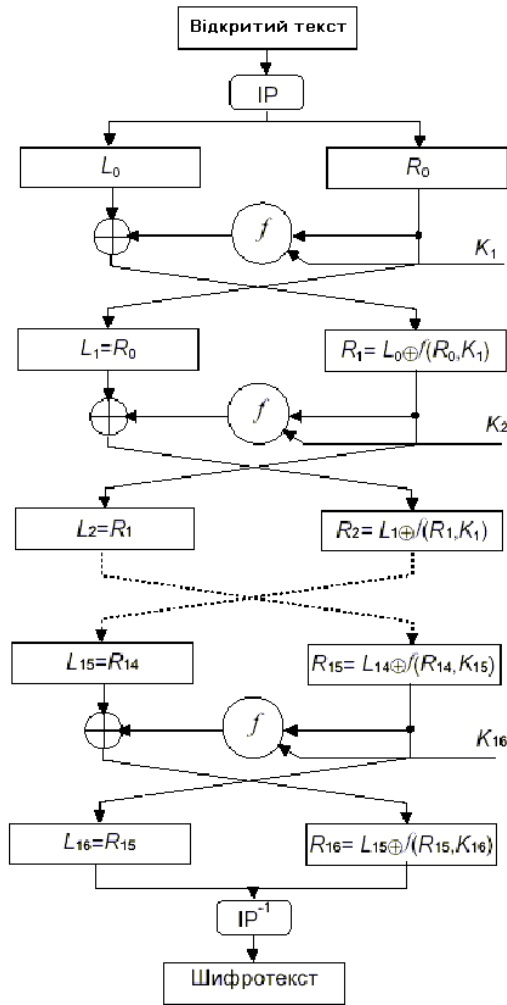 Відкритий текст
IP
L₀
R₀
f
K₁
L₁=R₀
R₁= L₀⊕f(R₀,K₁)
f
K₂
L₂=R₁
R₂= L₁⊕f(R₁,K₁)
L₁₅=R₁₄
R₁₅= L₁₄⊕f(R₁₄,K₁₅)
f
K₁₆
L₁₆=R₁₅
R₁₆= L₁₅⊕f(R₁₅,K₁₆)
IP⁻¹
Шифротекст